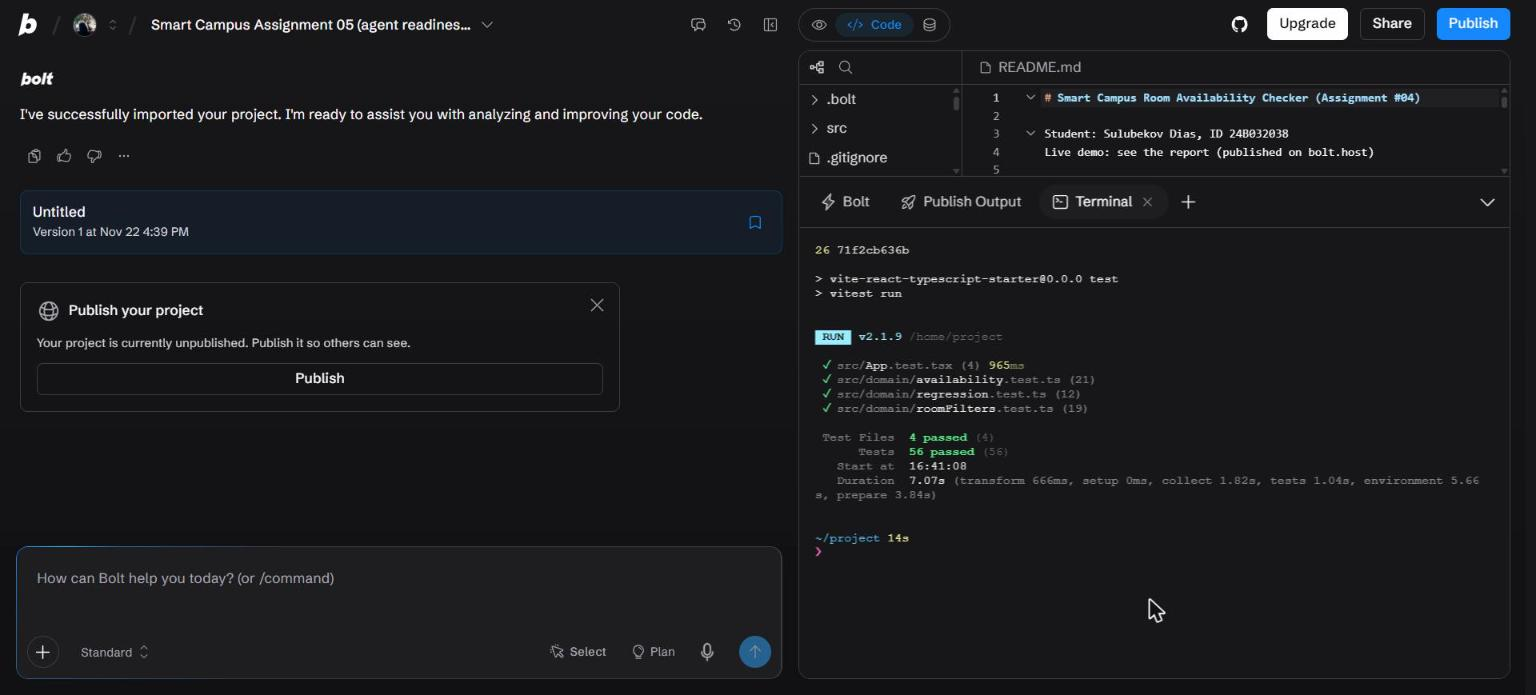 b / / Smart Campus Assignment 05 (agent readines...
Code
Upgrade
Share
Publish
bolt
I've successfully imported your project. I'm ready to assist you with analyzing and improving your code.
Untitled
Version 1 at Nov 22 4:39 PM
Publish your project
Your project is currently unpublished. Publish it so others can see.
Publish
How can Bolt help you today? (or /command)
Standard
Select
Plan
.bolt
src
.gitignore
README.md
1 # Smart Campus Room Availability Checker (Assignment #04)
2
3 Student: Sulubekov Dias, ID 24B032038
4 Live demo: see the report (published on bolt.host)
5
Bolt
Publish Output
Terminal
26 71f2cb636b
> vite-react-typescript-starter@0.0.0 test
> vitest run
RUN v2.1.9 /home/project
✓ src/App.test.tsx (4) 965ms
✓ src/domain/availability.test.ts (21)
✓ src/domain/regression.test.ts (12)
✓ src/domain/roomFilters.test.ts (19)
Test Files 4 passed (4)
Tests 56 passed (56)
Start at 16:41:08
Duration 7.07s (transform 666ms, setup 0ms, collect 1.82s, tests 1.04s, environment 5.66
s, prepare 3.84s)
~/project 14s
❯